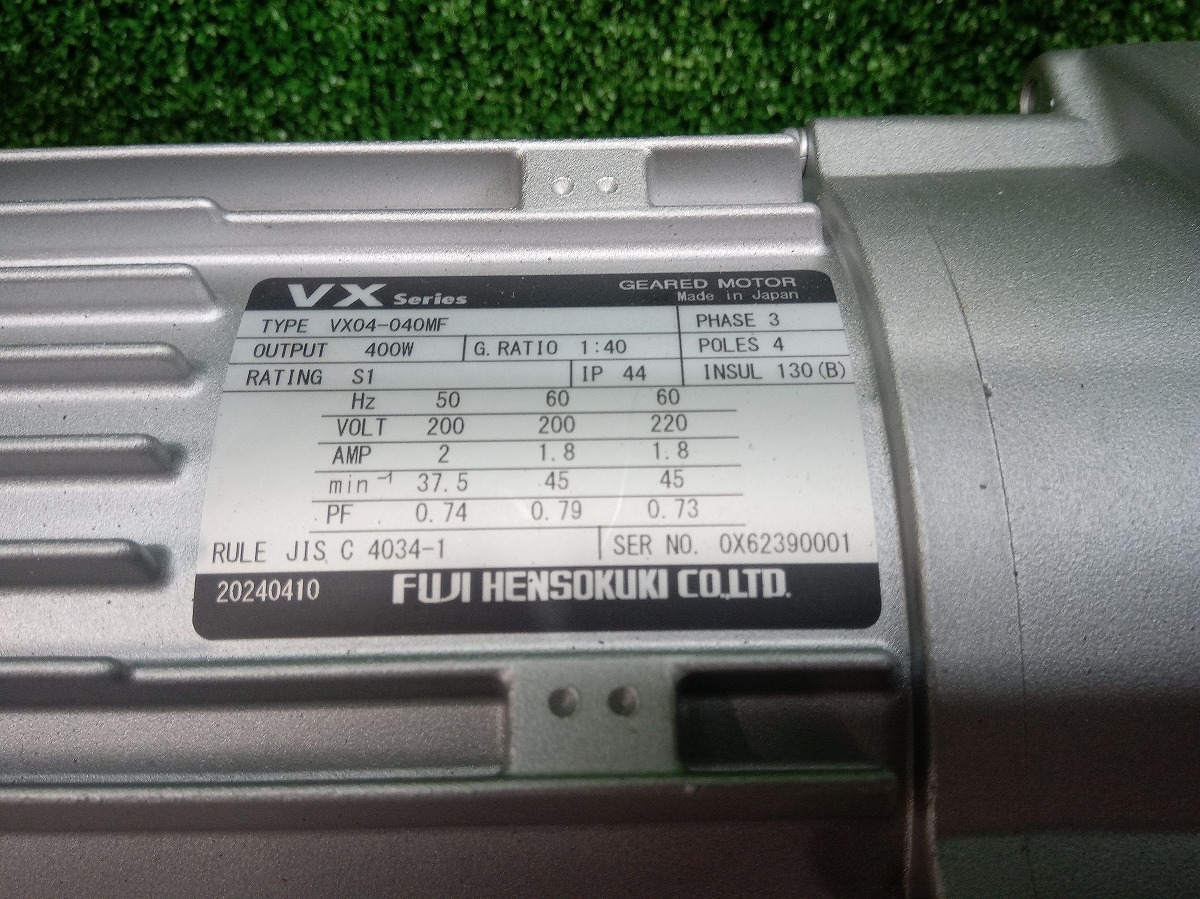 VX Series GEARED MOTOR
Made in Japan
TYPE VX04-040MF PHASE 3
OUTPUT 400W G.RATIO 1:40 POLES 4
RATING S1 IP 44 INSUL 130(B)
Hz 50 60 60
VOLT 200 200 220
AMP 2 1.8 1.8
min⁻¹ 37.5 45 45
PF 0.74 0.79 0.73
RULE JIS C 4034-1 SER NO. 0X62390001
20240410 FUJI HENSOKUKI CO.,LTD.